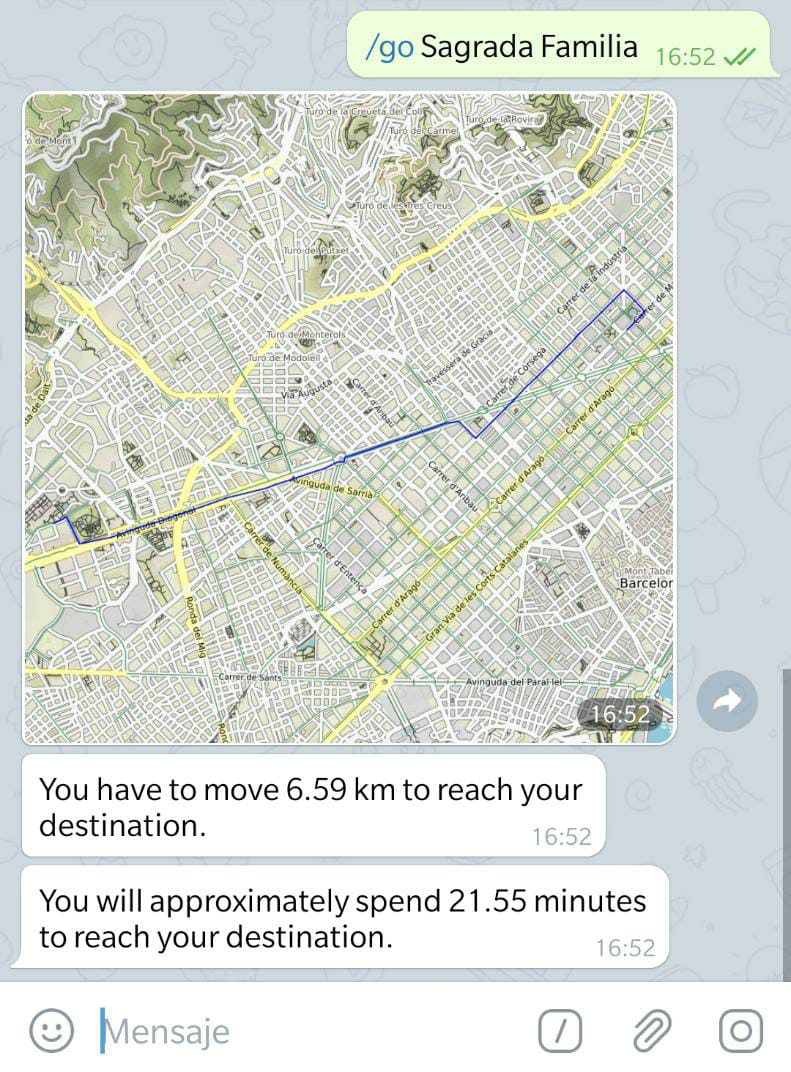 /go Sagrada Familia 16:52
Turó de la Creueta del Coll
Turó de la Rovira
Turó del Carmel
ó de Mont
Turó de les Tres Creus
Turó del Putxet
Carrer de la Indústria
Carrer de M
Turó de Monterols
Turó de Modolell
Travessera de Gràcia
Carrer de Còrsega
Via Augusta
Carrer d'Aribau
Carrer d'Aragó
Carrer d'Aribau
Carrer d'Aragó
Avinguda de Sarrià
Avinguda Diagonal
Carrer de Numància
Carrer d'Entença
Gran Via de les Corts Catalanes
Mont Taber
Barcelon
Carrer d'Aragó
Ronda del Mig
Carrer de Sants
Avinguda del Paral·lel
16:52
You have to move 6.59 km to reach your
destination.
16:52
You will approximately spend 21.55 minutes
to reach your destination.
16:52
Mensaje